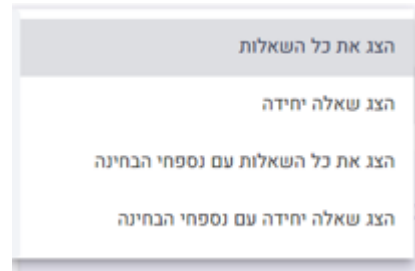 הצג את כל השאלות
הצג שאלה יחידה
הצג את כל השאלות עם נספחי הבחינה
הצג שאלה יחידה עם נספחי הבחינה